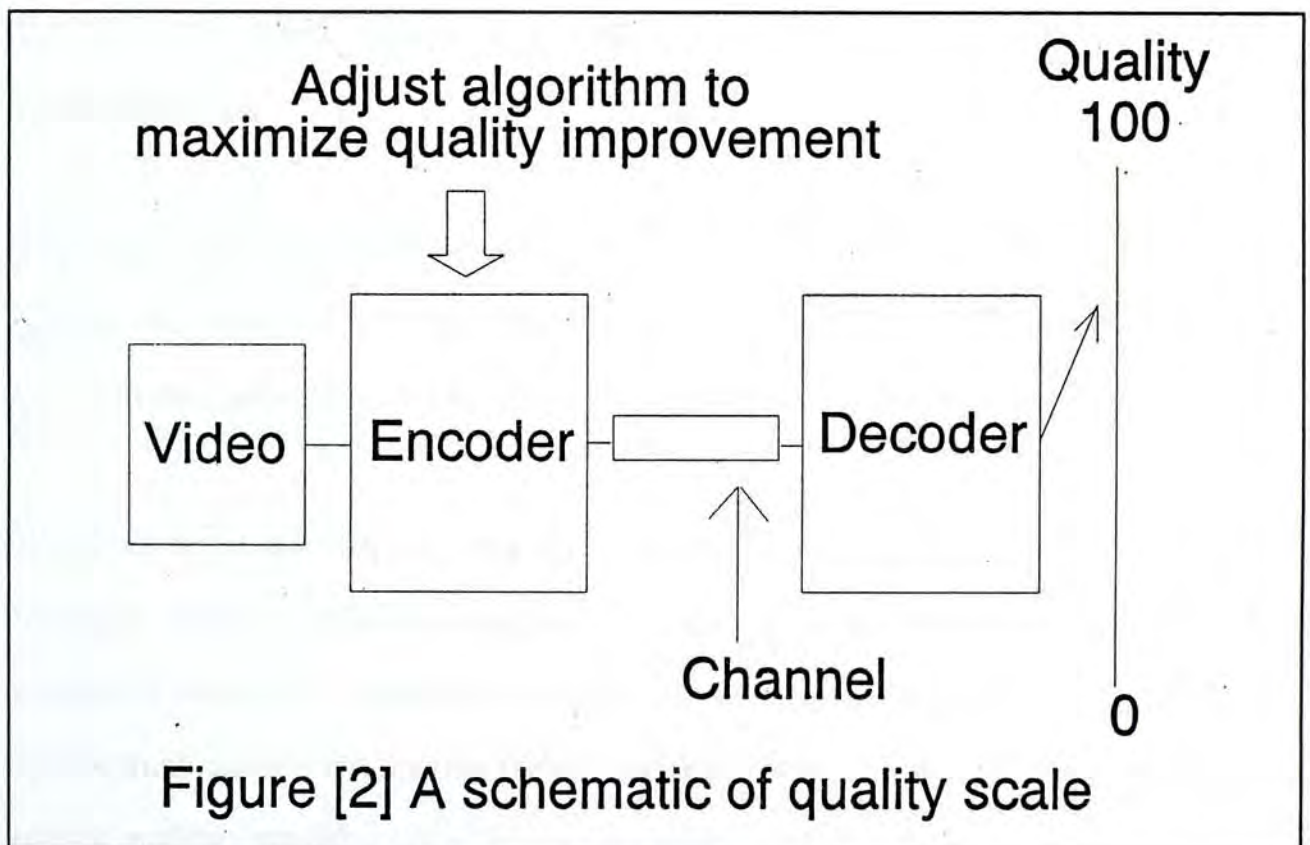 Adjust algorithm to
maximize quality improvement
Quality
100
Video
Encoder
Decoder
Channel
0
Figure [2] A schematic of quality scale